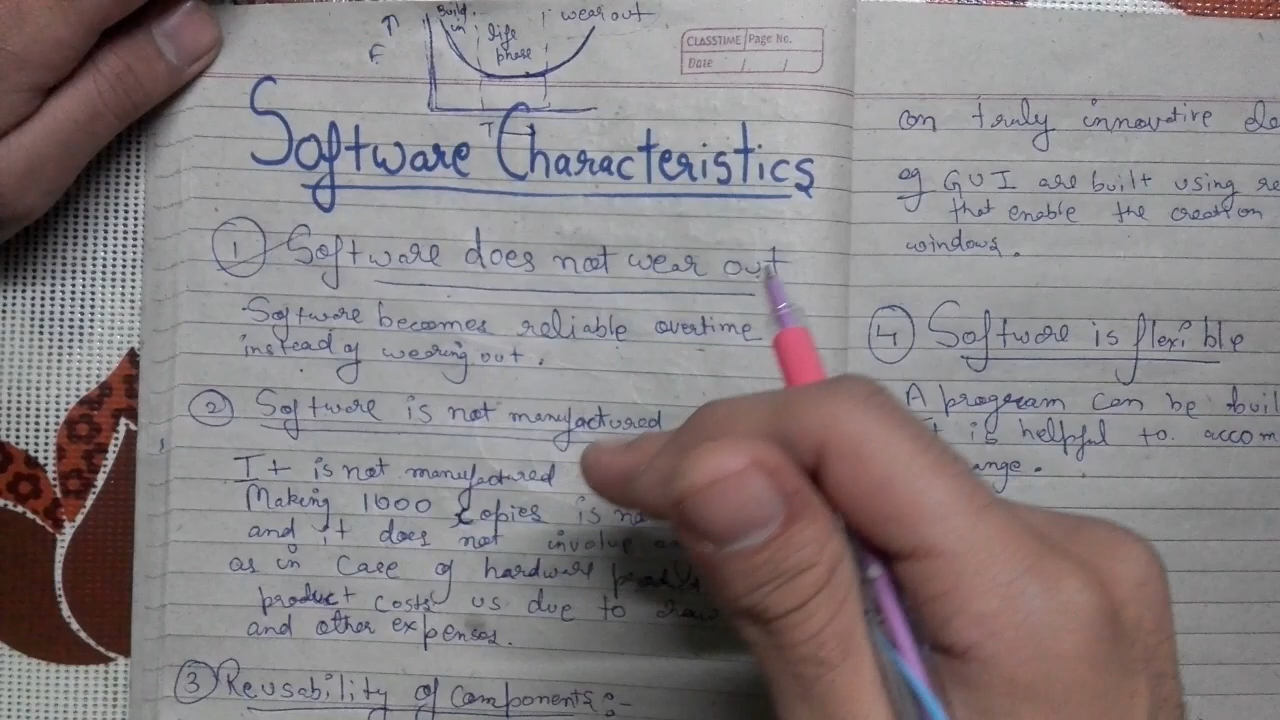 Build in
life phase
wear out
F
T
CLASSTIME Page No.
Date / /
Software Characteristics
1 Software does not wear out
Software becomes reliable overtime
instead of wearing out.
2 Software is not manufactured
It is not manufactured
Making 1000 copies is
and it does not involve
as in case of hardware
product costs us due to
and other expenses.
3 Reusability of components:-
on truly innovative
eg GUI are built using
that enable the creation
windows.
4 Software is flexible
A program can be
is helpful to